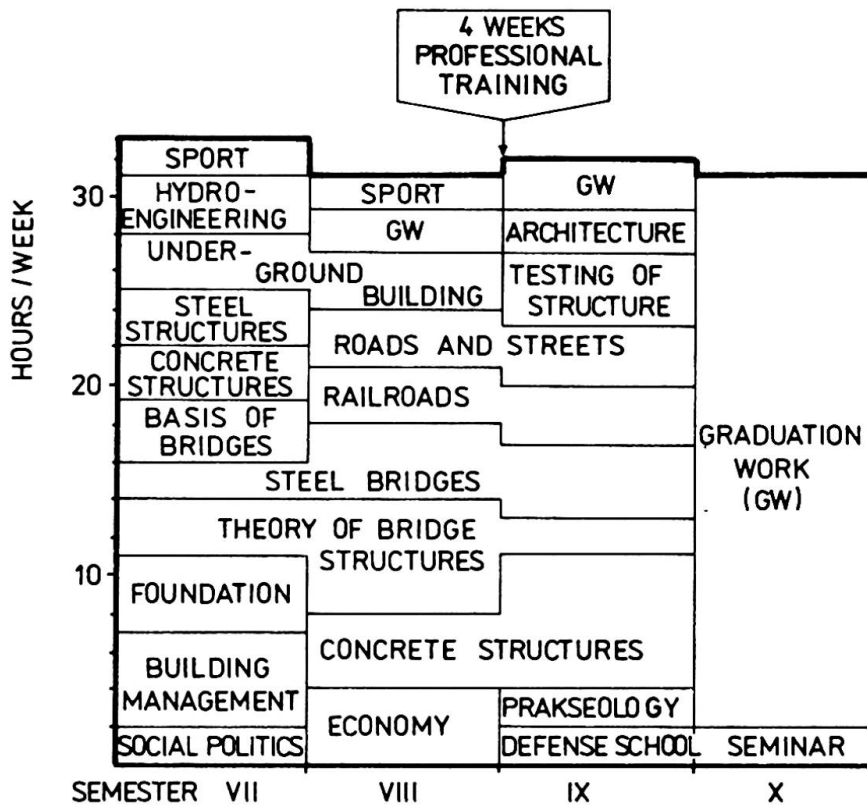 4 WEEKS
PROFESSIONAL
TRAINING
HOURS/WEEK
30
20
10
SPORT
HYDRO-
ENGINEERING
UNDER-
GROUND
BUILDING
STEEL
STRUCTURES
CONCRETE
STRUCTURES
BASIS OF
BRIDGES
SPORT
GW
GW
ARCHITECTURE
TESTING OF
STRUCTURE
ROADS AND STREETS
RAILROADS
STEEL BRIDGES
THEORY OF BRIDGE
STRUCTURES
FOUNDATION
CONCRETE STRUCTURES
BUILDING
MANAGEMENT
ECONOMY
PRAKSEOLOGY
SOCIAL POLITICS
DEFENSE SCHOOL
GRADUATION
WORK
(GW)
SEMINAR
SEMESTER VII VIII IX X